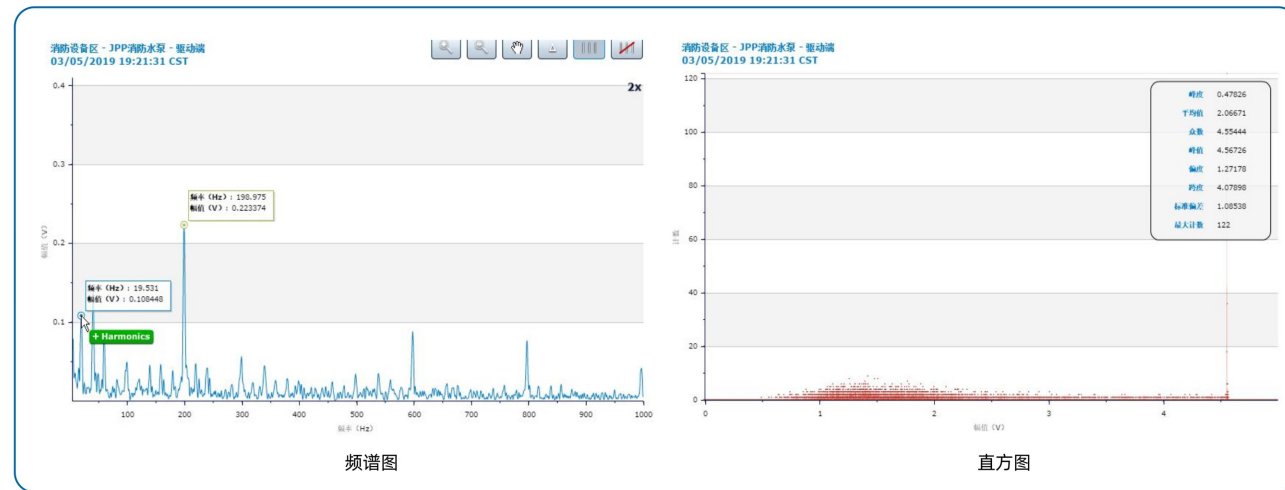 消防设备区 - JPP消防水泵 - 驱动端
03/05/2019 19:21:31 CST
2x
0.4
0.3
0.2
0.1
幅值 (V)
频率 (Hz) : 198.975
幅值 (V) : 0.223374
频率 (Hz) : 19.531
幅值 (V) : 0.108448
+ Harmonics
100 200 300 400 500 600 700 800 900 1000
频率 (Hz)
频谱图
消防设备区 - JPP消防水泵 - 驱动端
03/05/2019 19:21:31 CST
120
100
80
60
40
20
0
计数
峰度 0.47826
平均值 2.06671
众数 4.55444
峰值 4.56726
偏度 1.27178
跨度 4.07898
标准偏差 1.08538
最大计数 122
0 1 2 3 4
幅值 (V)
直方图